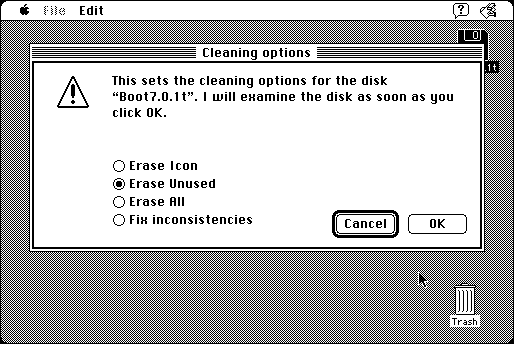 File Edit
Cleaning options
This sets the cleaning options for the disk
“Boot7.0.1t”. I will examine the disk as soon as you
click OK.
Erase Icon
Erase Unused
Erase All
Fix inconsistencies
Cancel OK
Trash